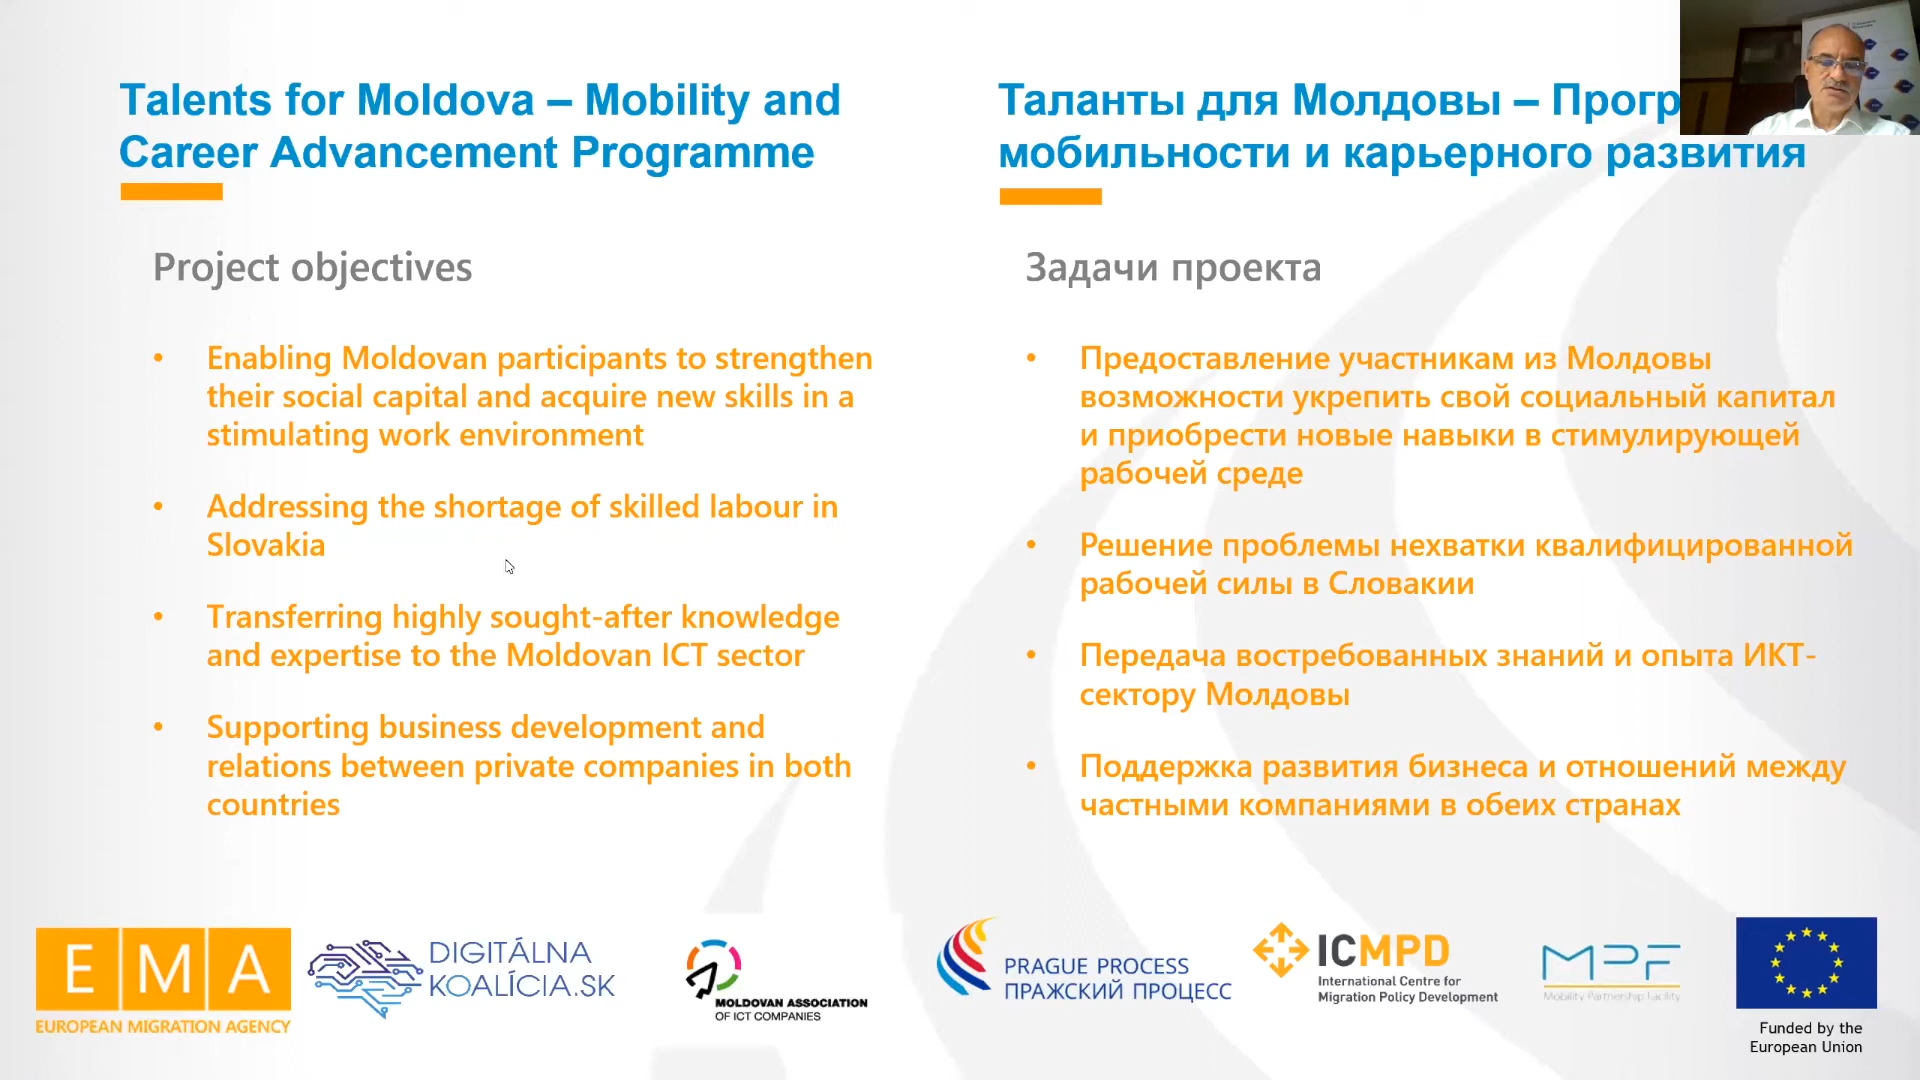 Talents for Moldova – Mobility and
Career Advancement Programme
Project objectives
• Enabling Moldovan participants to strengthen
their social capital and acquire new skills in a
stimulating work environment
• Addressing the shortage of skilled labour in
Slovakia
• Transferring highly sought-after knowledge
and expertise to the Moldovan ICT sector
• Supporting business development and
relations between private companies in both
countries
Таланты для Молдовы – Прогр
мобильности и карьерного развития
Задачи проекта
• Предоставление участникам из Молдовы
возможности укрепить свой социальный капитал
и приобрести новые навыки в стимулирующей
рабочей среде
• Решение проблемы нехватки квалифицированной
рабочей силы в Словакии
• Передача востребованных знаний и опыта ИКТ-
сектору Молдовы
• Поддержка развития бизнеса и отношений между
частными компаниями в обеих странах
EMA
EUROPEAN MIGRATION AGENCY
DIGITÁLNA
KOALÍCIA.SK
MOLDOVAN ASSOCIATION
OF ICT COMPANIES
PRAGUE PROCESS
ПРАЖСКИЙ ПРОЦЕСС
ICMPD
International Centre for
Migration Policy Development
MPF
Mobility Partnership Facility
Funded by the
European Union